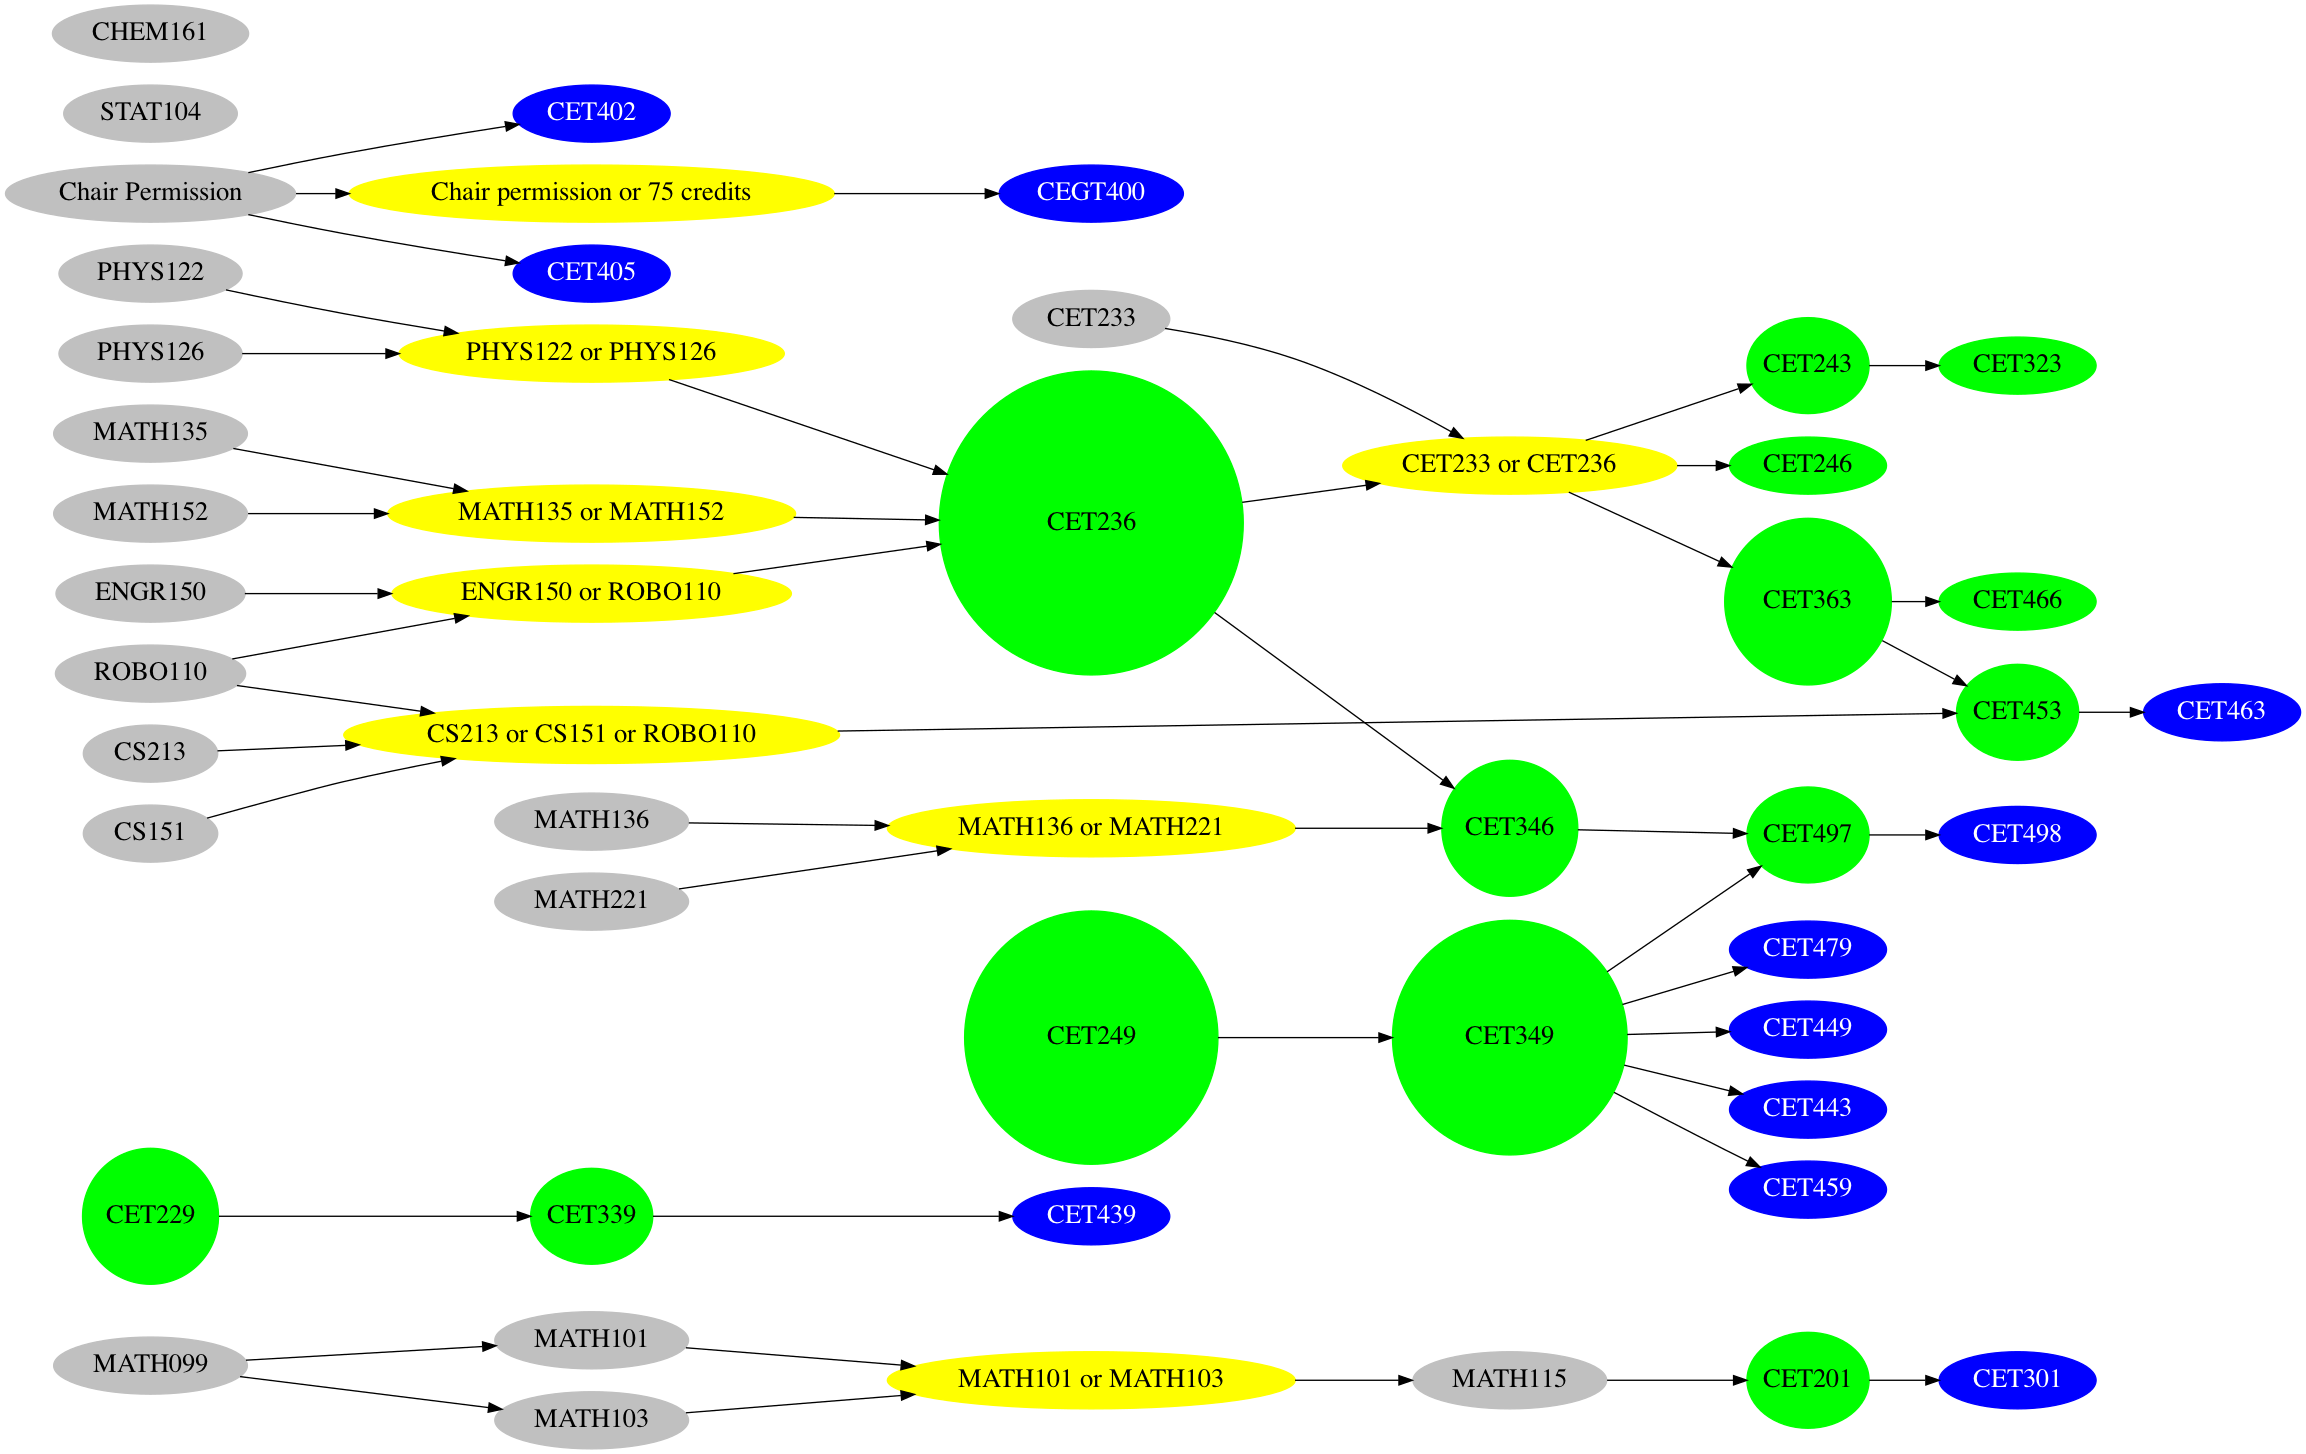 CHEM161
STAT104
CET402
Chair Permission
Chair permission or 75 credits
CEGT400
PHYS122
CET405
CET233
PHYS126
PHYS122 or PHYS126
CET243
CET323
MATH135
CET233 or CET236
CET246
MATH152
MATH135 or MATH152
CET236
ENGR150
ENGR150 or ROBO110
CET363
CET466
ROBO110
CET453
CET463
CS213
CS213 or CS151 or ROBO110
CS151
MATH136
MATH136 or MATH221
CET346
CET497
CET498
MATH221
CET479
CET249
CET349
CET449
CET443
CET459
CET229
CET339
CET439
MATH099
MATH101
MATH101 or MATH103
MATH115
CET201
CET301
MATH103